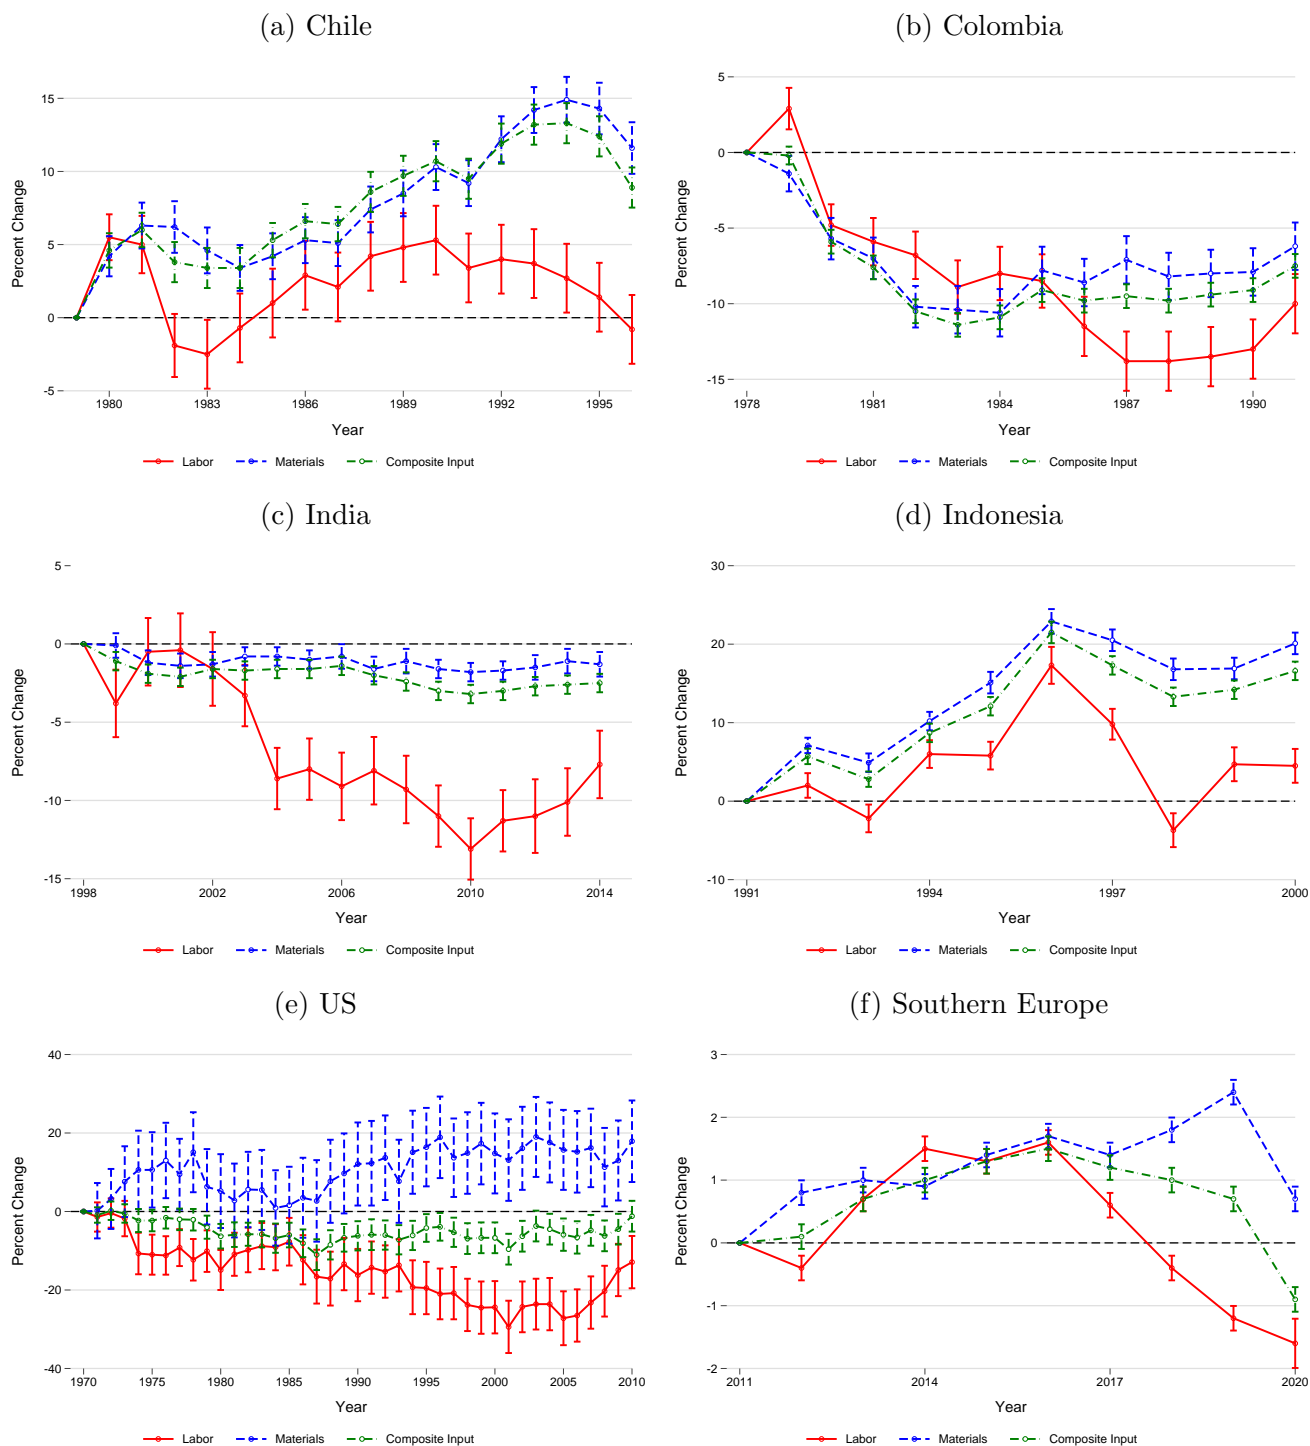 (a) Chile
Percent Change
15
10
5
0
-5
1980 1983 1986 1989 1992 1995
Year
Labor Materials Composite Input
(b) Colombia
Percent Change
5
0
-5
-10
-15
1978 1981 1984 1987 1990
Year
Labor Materials Composite Input
(c) India
Percent Change
5
0
-5
-10
-15
1998 2002 2006 2010 2014
Year
Labor Materials Composite Input
(d) Indonesia
Percent Change
30
20
10
0
-10
1991 1994 1997 2000
Year
Labor Materials Composite Input
(e) US
Percent Change
40
20
0
-20
-40
1970 1975 1980 1985 1990 1995 2000 2005 2010
Year
Labor Materials Composite Input
(f) Southern Europe
Percent Change
3
2
1
0
-1
-2
2011 2014 2017 2020
Year
Labor Materials Composite Input